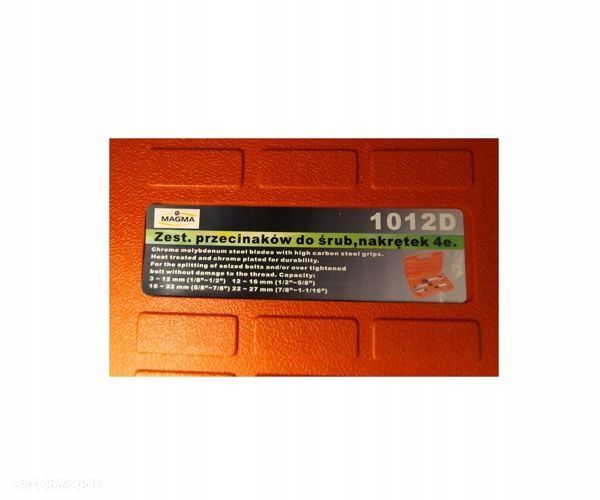 MAGMA
1012D
Zest. przecinaków do śrub,nakrętek 4e.
Chrome molybdenum steel blades with high carbon steel grips.
Heat treated and chrome plated for durability.
For the splitting of seized belts and/or over tightened
bolt without damage to the thread. Capacity:
3~12 mm (1/8"~1/2") 12~16 mm (1/2"~5/8")
16~22 mm (5/8"~7/8") 22~27 mm (7/8"~1-1/16")